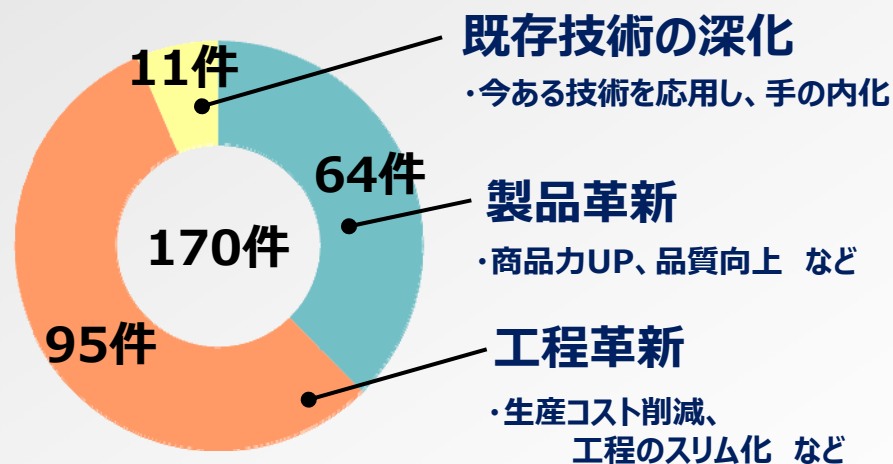 11件
64件
170件
95件
既存技術の深化
・今ある技術を応用し、手の内化
製品革新
・商品力UP、品質向上 など
工程革新
・生産コスト削減、
工程のスリム化 など